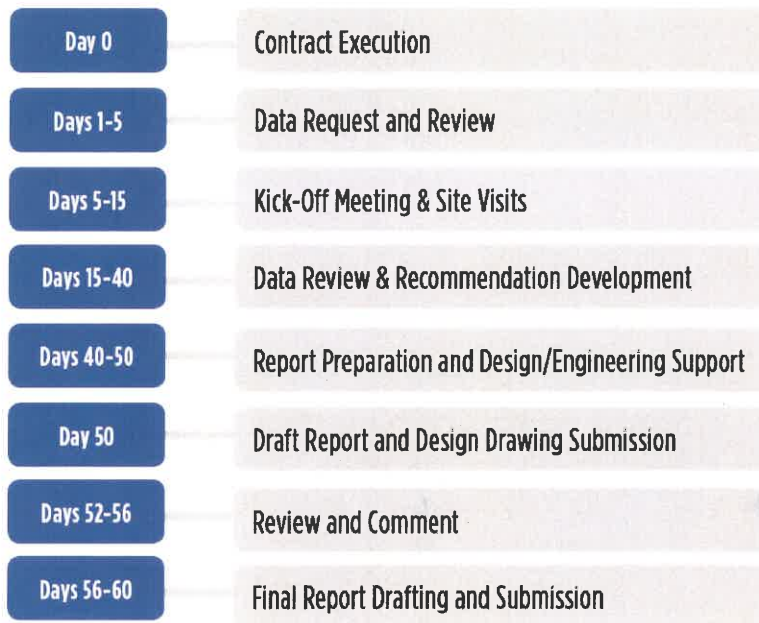 Day 0
Contract Execution
Days 1-5
Data Request and Review
Days 5-15
Kick-Off Meeting & Site Visits
Days 15-40
Data Review & Recommendation Development
Days 40-50
Report Preparation and Design/Engineering Support
Day 50
Draft Report and Design Drawing Submission
Days 52-56
Review and Comment
Days 56-60
Final Report Drafting and Submission